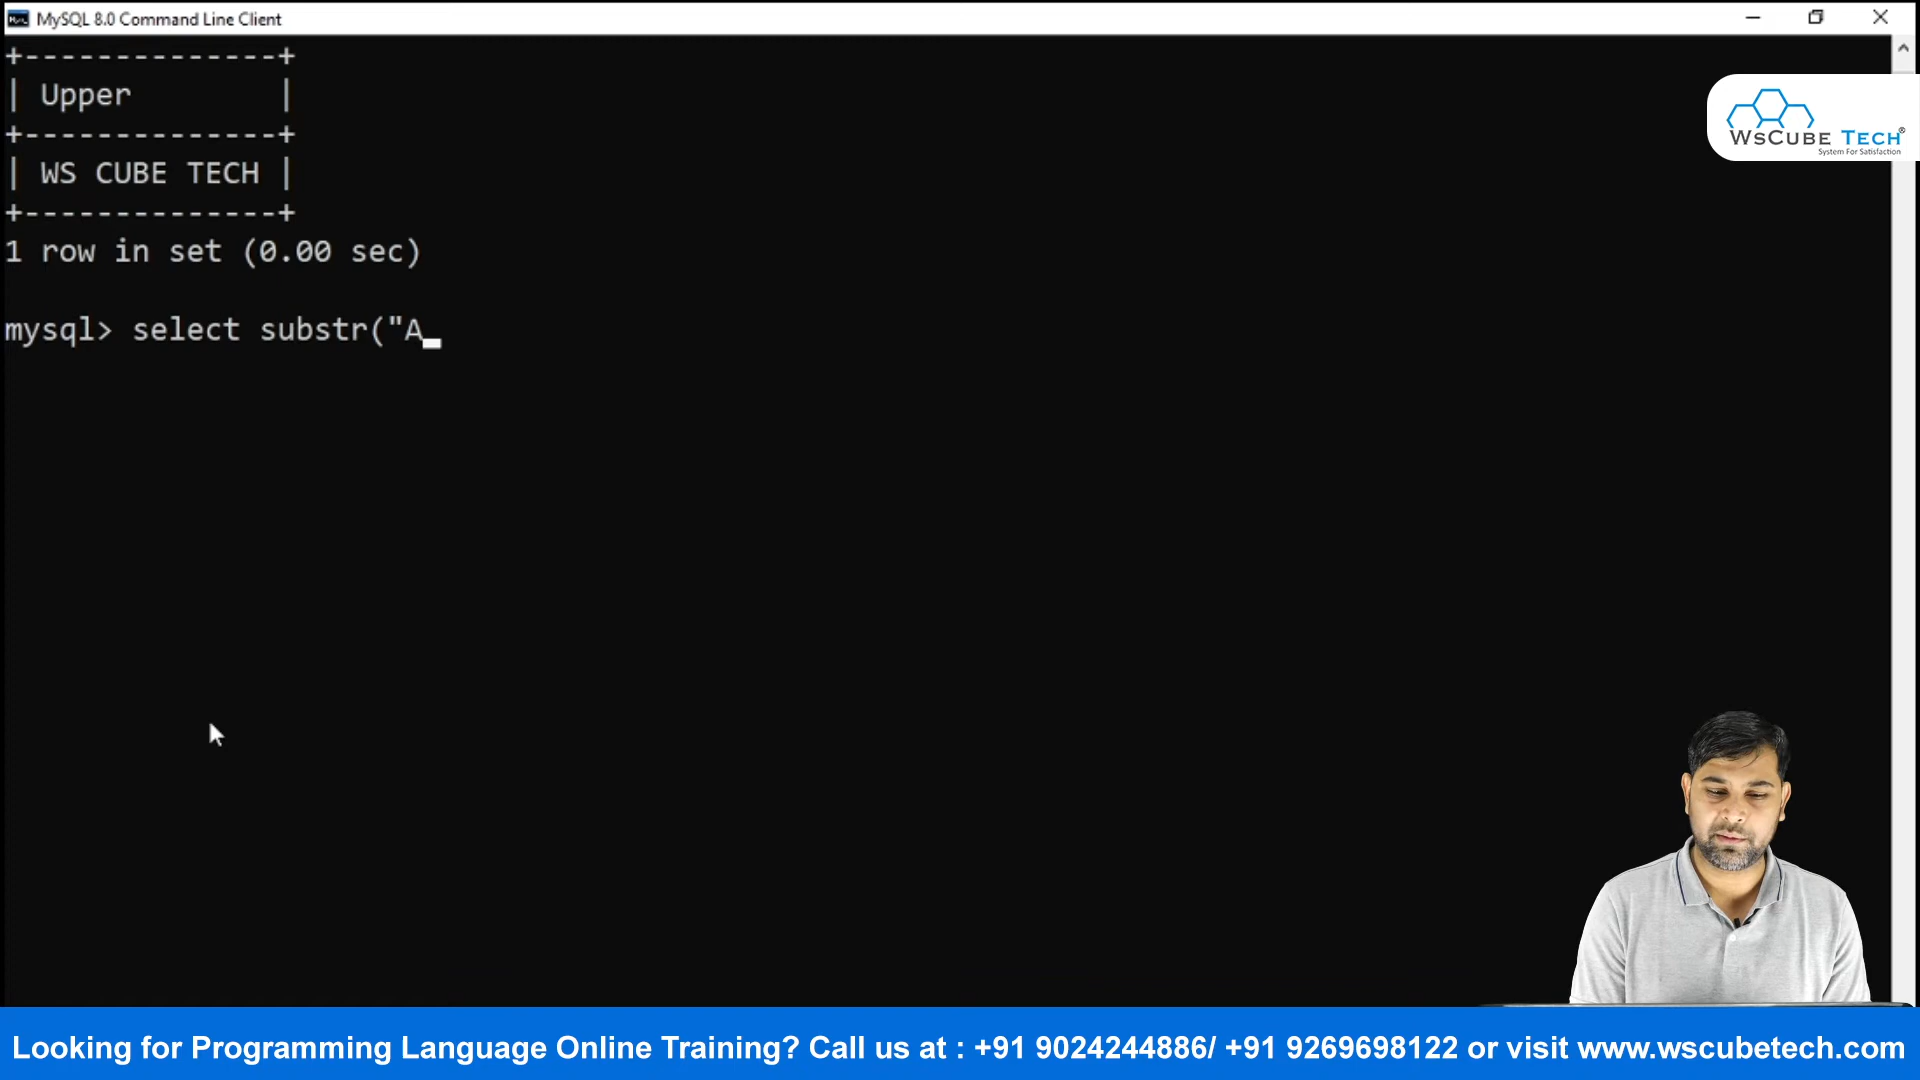 MySQL 8.0 Command Line Client
+--------------+
| Upper        |
+--------------+
| WS CUBE TECH |
+--------------+
1 row in set (0.00 sec)
mysql> select substr("A_
WsCube Tech®
System For Satisfaction
Looking for Programming Language Online Training? Call us at : +91 9024244886/ +91 9269698122 or visit www.wscubetech.com